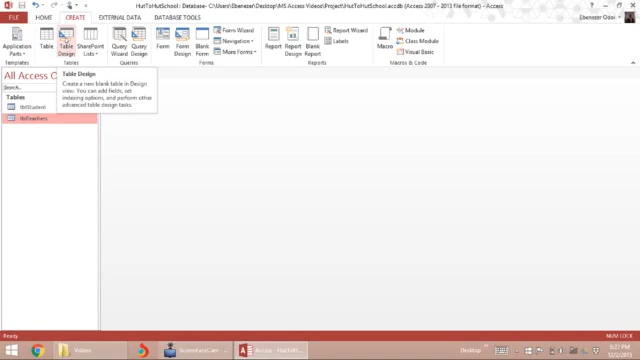 HutToHutSchool : Database- C:\Users\Ebenezer\Desktop\MS Access Videos\Project\HutToHutSchool.accdb (Access 2007 - 2013 file format) - Access
FILE HOME CREATE EXTERNAL DATA DATABASE TOOLS
Application Parts
Table
Table Design
SharePoint Lists
Query Wizard
Query Design
Form
Form Design
Blank Form
Form Wizard
Navigation
More Forms
Report
Report Design
Blank Report
Report Wizard
Labels
Macro
Module
Class Module
Visual Basic
Templates Tables Queries Forms Reports Macros & Code
All Access O
Search...
Tables
tblStudent
tblTeachers
Table Design
Create a new blank table in Design
view. You can add fields, set
indexing options, and perform other
advanced table design tasks.
Ready
NUM LOCK
Videos
Access - HutToH...
Desktop